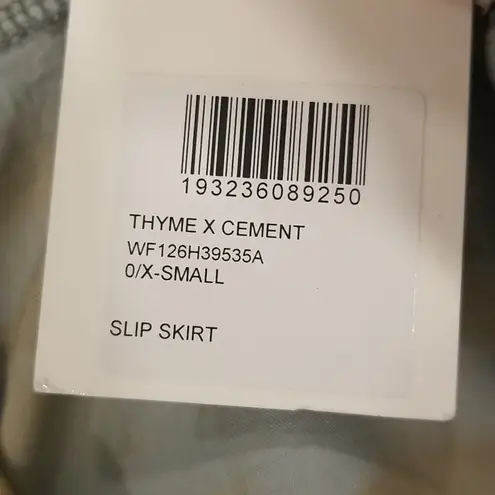 193236089250
THYME X CEMENT
WF126H39535A
0/X-SMALL
SLIP SKIRT